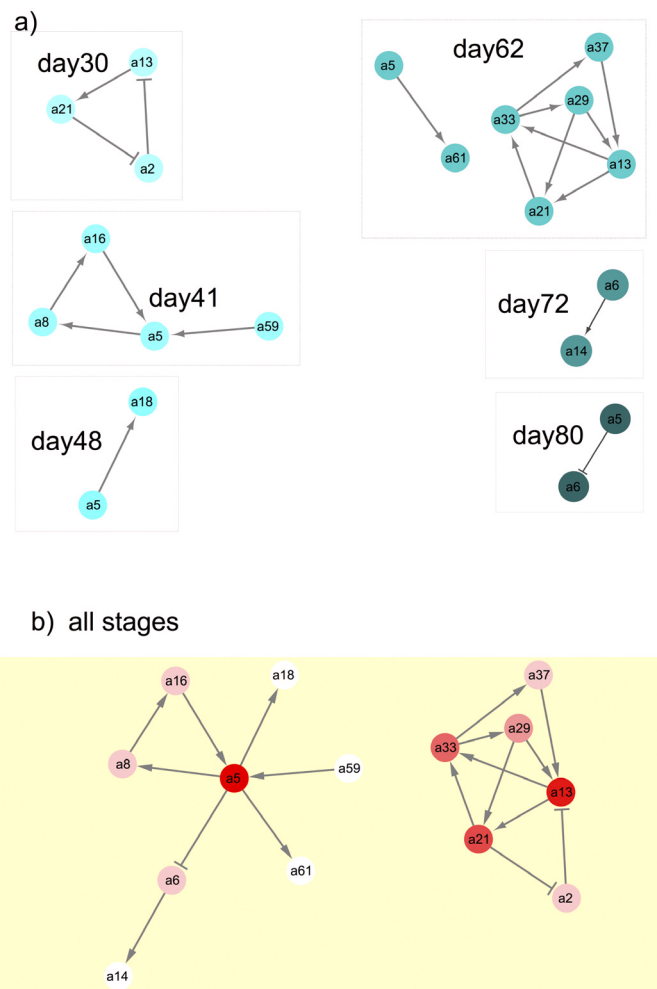 a)
day30
a13
a21
a2
day62
a5
a37
a29
a33
a61
a13
a21
day41
a16
a8
a5
a59
day72
a6
a14
day48
a18
a5
day80
a5
a6
b) all stages
a16
a18
a8
a5
a59
a6
a61
a14
a37
a29
a33
a13
a21
a2